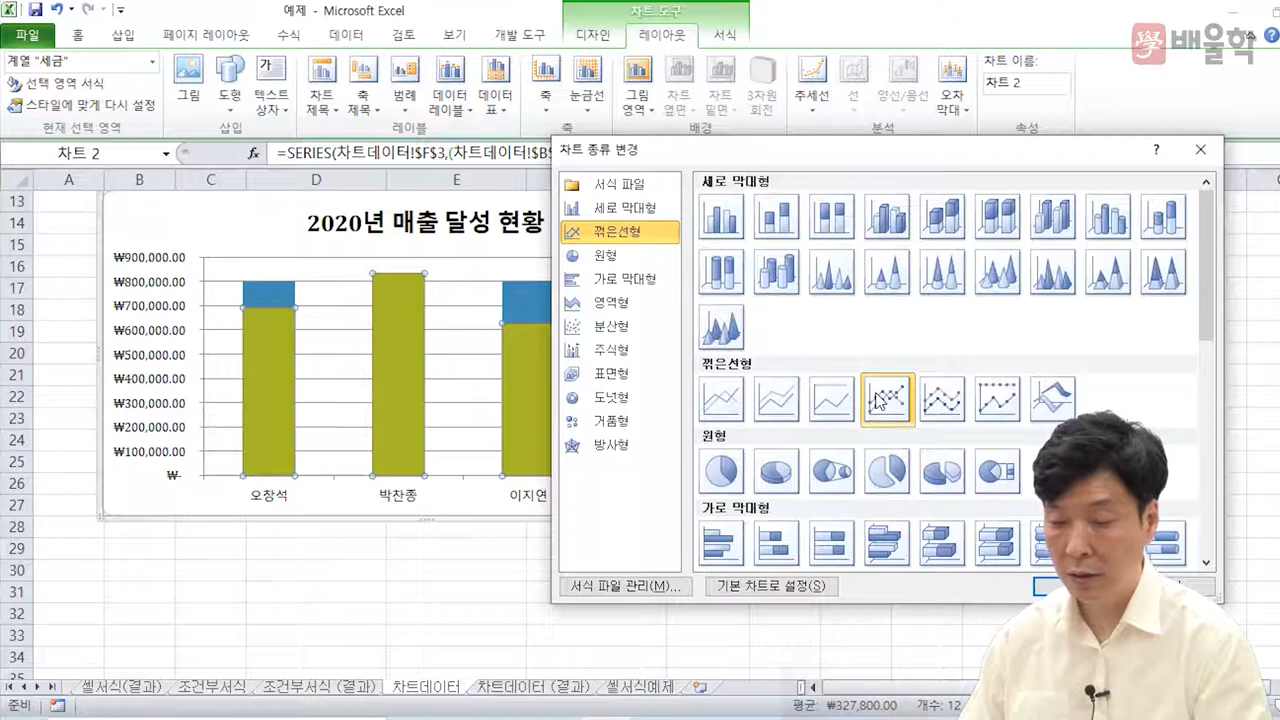 예제 - Microsoft Excel
차트 도구
파일 홈 삽입 페이지 레이아웃 수식 데이터 검토 보기 개발 도구 디자인 레이아웃 서식
學 배울학
계열 "세금"
선택 영역 서식
스타일에 맞게 다시 설정
현재 선택 영역
그림 도형 텍스트 상자
삽입
차트 제목 축 제목 범례 데이터 레이블 데이터 표
레이블
축 눈금선
축
그림 영역 차트 옆면 차트 밑면 3차원 회전
배경
추세선 선 양선/음선 오차 막대
분석
차트 이름:
차트 2
속성
차트 2
fx =SERIES(차트데이터!$F$3,(차트데이터!$B$
A B C D E
13
14
15
16
17
18
19
20
21
22
23
24
25
26
27
28
29
30
31
32
33
34
2020년 매출 달성 현황
₩900,000.00
₩800,000.00
₩700,000.00
₩600,000.00
₩500,000.00
₩400,000.00
₩300,000.00
₩200,000.00
₩100,000.00
₩-
오장석 박찬종 이지연
차트 종류 변경
서식 파일
세로 막대형
꺾은선형
원형
가로 막대형
영역형
분산형
주식형
표면형
도넛형
거품형
방사형
세로 막대형
꺾은선형
원형
가로 막대형
서식 파일 관리(M)...
기본 차트로 설정(S)
셀서식(결과) 조건부서식 조건부서식 (결과) 차트데이터 차트데이터 (결과) 셀서식예제
준비
평균: ₩327,800.00 개수: 12